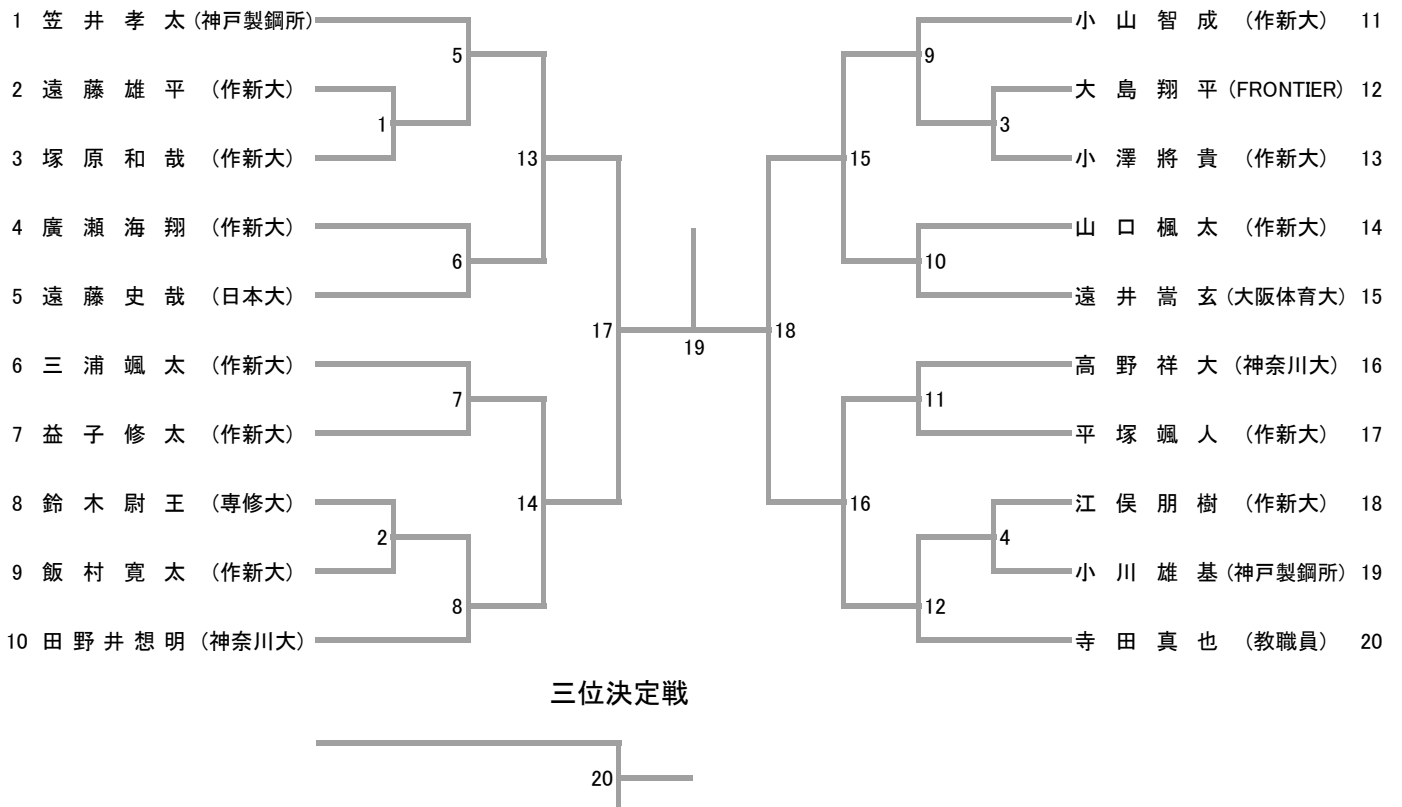 1 笠井孝太(神戸製鋼所)
5
2 遠藤雄平(作新大)
1
3 塚原和哉(作新大)
13
4 廣瀬海翔(作新大)
6
5 遠藤史哉(日本大)
17
6 三浦颯太(作新大)
7
7 益子修太(作新大)
14
8 鈴木尉王(専修大)
2
9 飯村寛太(作新大)
8
10 田野井想明(神奈川大)
19
小山智成(作新大) 11
9
大島翔平(FRONTIER) 12
3
小澤將貴(作新大) 13
15
山口楓太(作新大) 14
10
遠井嵩玄(大阪体育大) 15
18
高野祥大(神奈川大) 16
11
平塚颯人(作新大) 17
16
江俣朋樹(作新大) 18
4
小川雄基(神戸製鋼所) 19
12
寺田真也(教職員) 20
三位決定戦
20